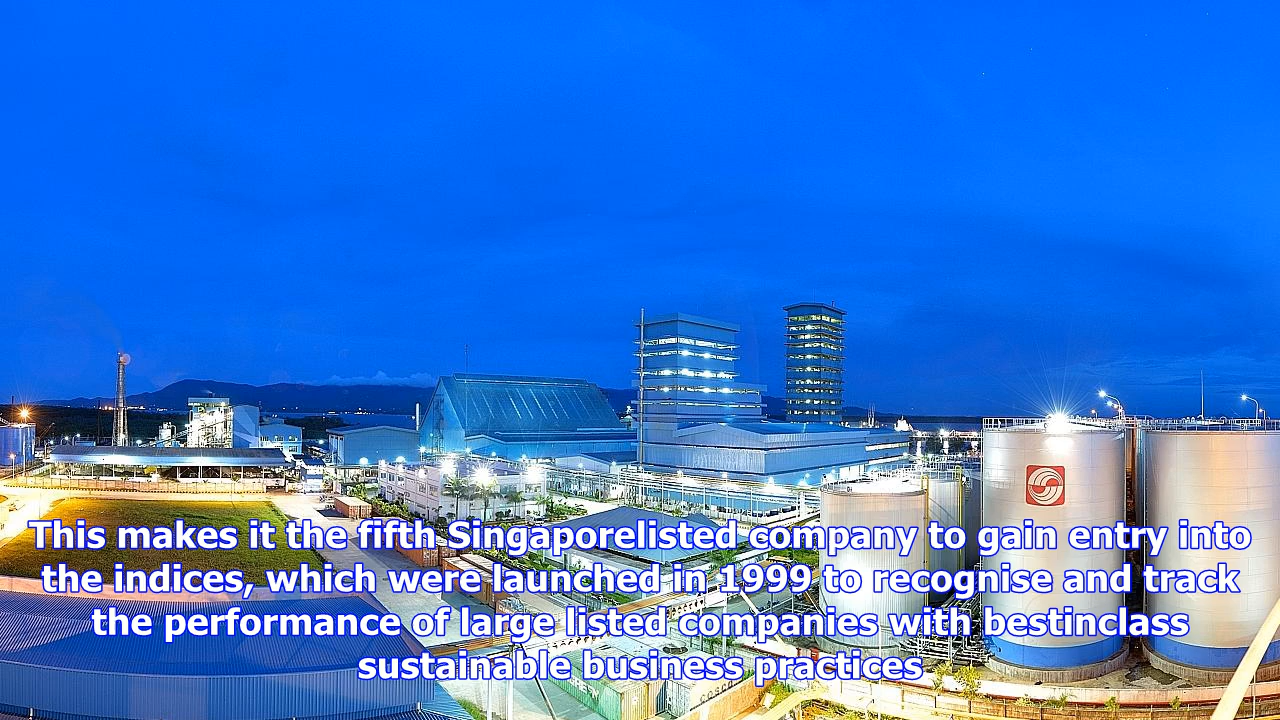 This makes it the fifth Singaporelisted company to gain entry into
the indices, which were launched in 1999 to recognise and track
the performance of large listed companies with bestinclass
sustainable business practices